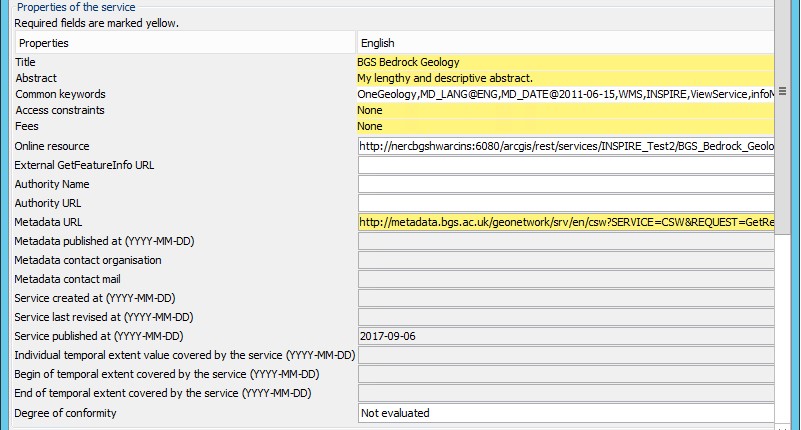 Properties of the service
Required fields are marked yellow.
Properties English
Title BGS Bedrock Geology
Abstract My lengthy and descriptive abstract.
Common keywords OneGeology,MD_LANG@ENG,MD_DATE@2011-06-15,WMS,INSPIRE,ViewService,infoM
Access constraints None
Fees None
Online resource http://nercbgshwarcins:6080/arcgis/rest/services/INSPIRE_Test2/BGS_Bedrock_Geolo
External GetFeatureInfo URL
Authority Name
Authority URL
Metadata URL http://metadata.bgs.ac.uk/geonetwork/srv/en/csw?SERVICE=CSW&REQUEST=GetRe
Metadata published at (YYYY-MM-DD)
Metadata contact organisation
Metadata contact mail
Service created at (YYYY-MM-DD)
Service last revised at (YYYY-MM-DD)
Service published at (YYYY-MM-DD) 2017-09-06
Individual temporal extent value covered by the service (YYYY-MM-DD)
Begin of temporal extent covered by the service (YYYY-MM-DD)
End of temporal extent covered by the service (YYYY-MM-DD)
Degree of conformity Not evaluated